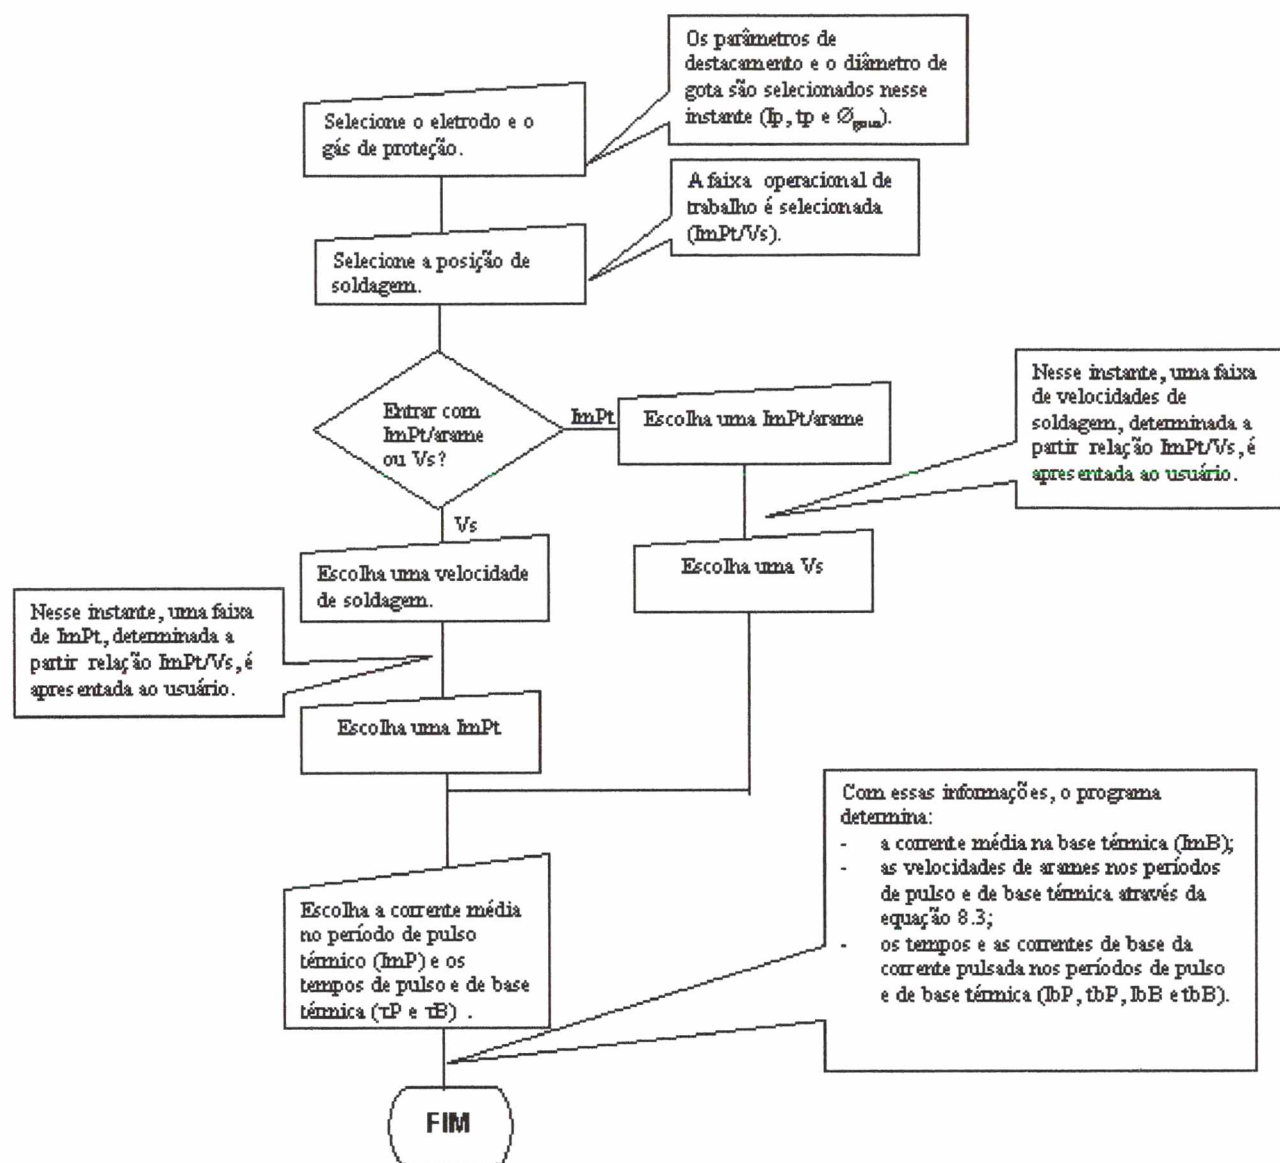 Os parâmetros de
destacamento e o diâmetro de
gota são selecionados nesse
instante (Ip, tp e Ø gota).
Selecione o eletrodo e o
gás de proteção.
A faixa operacional de
trabalho é selecionada
(ImPt/Vs).
Selecione a posição de
soldagem.
Entrar com
ImPt/arame
ou Vs?
ImPt
Escolha uma ImPt/arame
Nesse instante, uma faixa
de velocidades de
soldagem, determinada a
partir relação ImPt/Vs, é
apresentada ao usuário.
Vs
Escolha uma velocidade
de soldagem.
Escolha uma Vs
Nesse instante, uma faixa
de ImPt, determinada a
partir relação ImPt/Vs, é
apresentada ao usuário.
Escolha uma ImPt
Com essas informações, o programa
determina:
- a corrente média na base térmica (ImB);
- as velocidades de arames nos períodos
de pulso e de base térmica através da
equação 8.3;
- os tempos e as correntes de base da
corrente pulsada nos períodos de pulso
e de base térmica (IbP, tbP, IbB e tbB).
Escolha a corrente média
no período de pulso
térmico (ImP) e os
tempos de pulso e de base
térmica (τP e τB) .
FIM